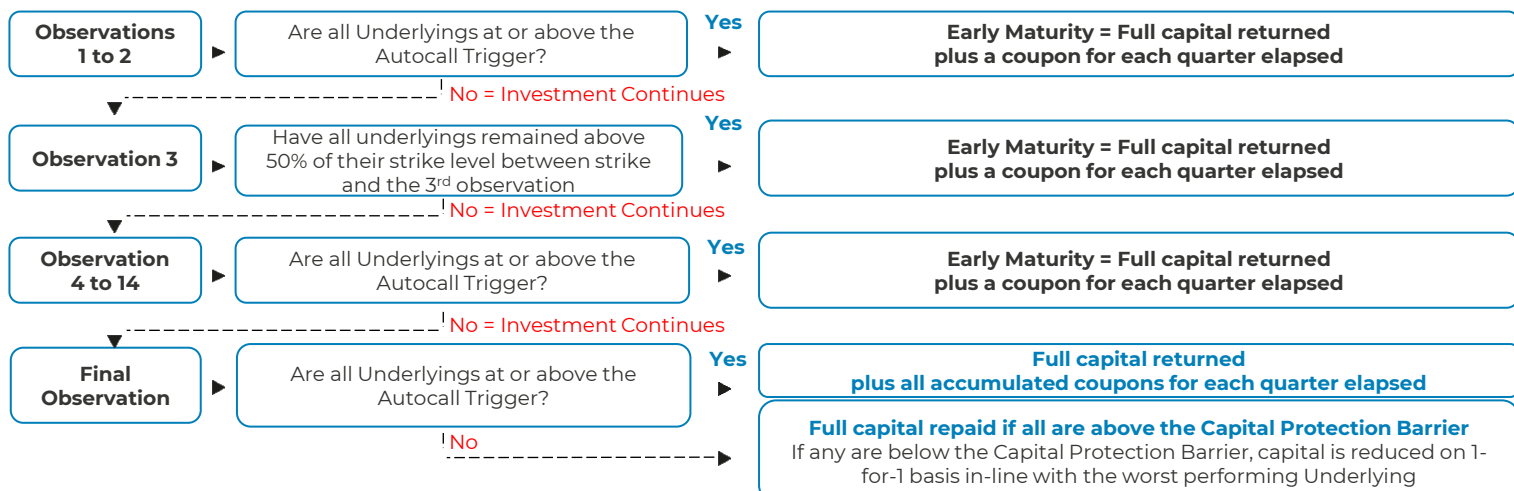 Observations
1 to 2
Are all Underlyings at or above the
Autocall Trigger?
Yes
Early Maturity = Full capital returned
plus a coupon for each quarter elapsed
No = Investment Continues
Observation 3
Have all underlyings remained above
50% of their strike level between strike
and the 3rd observation
Yes
Early Maturity = Full capital returned
plus a coupon for each quarter elapsed
No = Investment Continues
Observation
4 to 14
Are all Underlyings at or above the
Autocall Trigger?
Yes
Early Maturity = Full capital returned
plus a coupon for each quarter elapsed
No = Investment Continues
Final
Observation
Are all Underlyings at or above the
Autocall Trigger?
Yes
Full capital returned
plus all accumulated coupons for each quarter elapsed
No
Full capital repaid if all are above the Capital Protection Barrier
If any are below the Capital Protection Barrier, capital is reduced on 1-
for-1 basis in-line with the worst performing Underlying